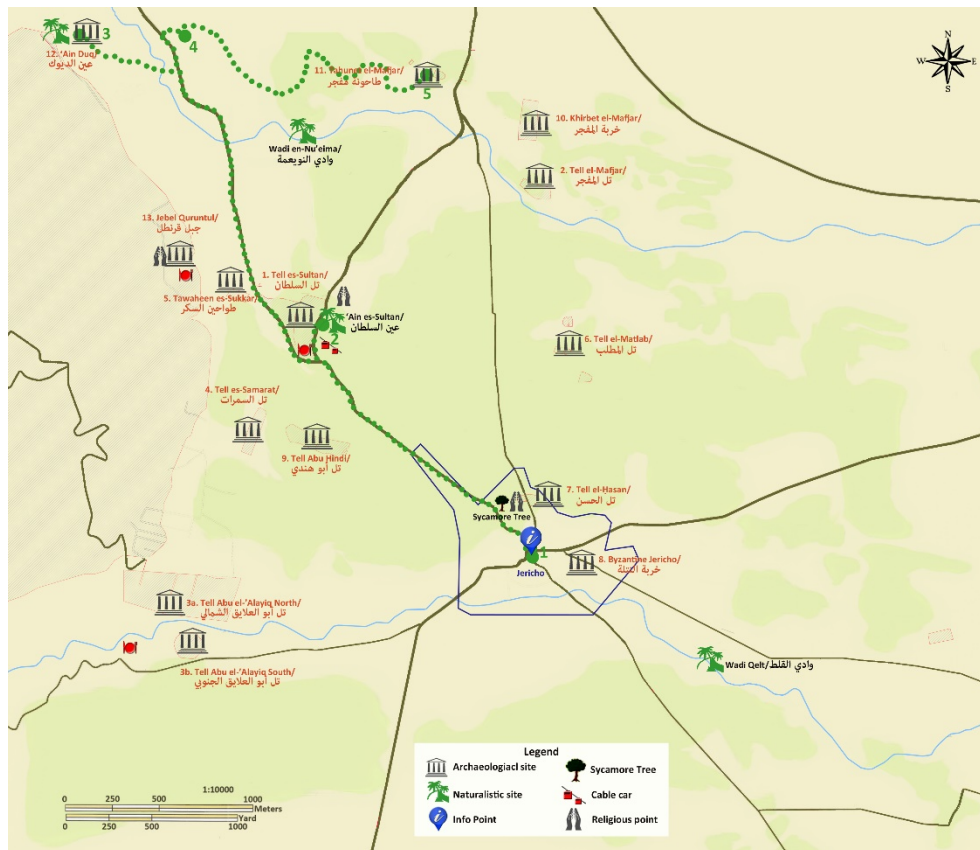 N
W
E
S
3
4
12. 'Ain Duq/
عين الديوك
11. Tahunet el-Mafjar/
طاحونة مفجر
5
10. Khirbet el-Mafjar/
خربة المفجر
Wadi en-Nu'eima/
وادي النويعمة
2. Tell el-Mafjar/
تل المفجر
13. Jebel Quruntul/
جبل قرنطل
1. Tell es-Sultan/
تل السلطان
5. Tawaheen es-Sukkar/
طواحين السكر
'Ain es-Sultan/
عين السلطان
2
6. Tell el-Matlab/
تل المطلب
4. Tell es-Samarat/
تل السمرات
9. Tell Abu Hindi/
تل أبو هندي
7. Tell el-Ḥasan/
تل الحسن
Sycamore Tree
i
1
Jericho
8. Byzantine Jericho/
خربة
3a. Tell Abu el-'Alayiq North/
تل أبو العلايق الشمالي
3b. Tell Abu el-'Alayiq South/
تل أبو العلايق الجنوبي
Wadi Qelt/وادي القلط
Legend
Archaeologiacl site
Sycamore Tree
Naturalistic site
Cable car
i
Info Point
Religious point
1:10000
0 250 500 1000
Meters
Yard
0 250 500 1000